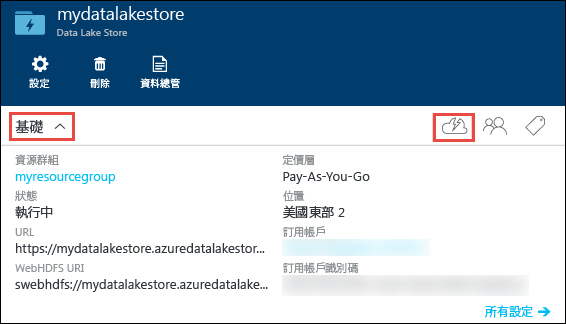 mydatalakestore
Data Lake Store
設定
刪除
資料總管
基礎
資源群組
myresourcegroup
狀態
執行中
URL
https://mydatalakestore.azuredatalakestor...
WebHDFS URI
swebhdfs://mydatalakestore.azuredatalake...
定價層
Pay-As-You-Go
位置
美國東部 2
訂用帳戶
訂用帳戶識別碼
所有設定